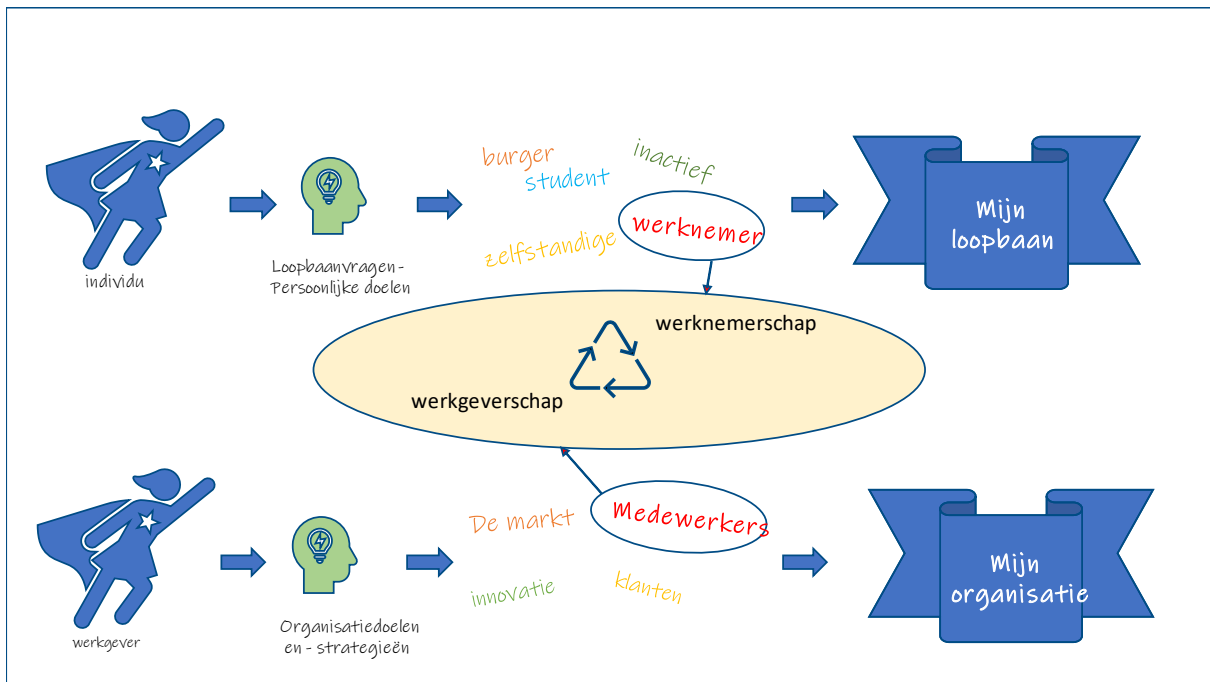 burger
student
inactief
zelfstandige
werknemer
individu
Loopbaanvragen -
Persoonlijke doelen
Mijn
loopbaan
werknemerschap
werkgeverschap
De markt
Medewerkers
innovatie
klanten
werkgever
Organisatiedoelen
en - strategieën
Mijn
organisatie